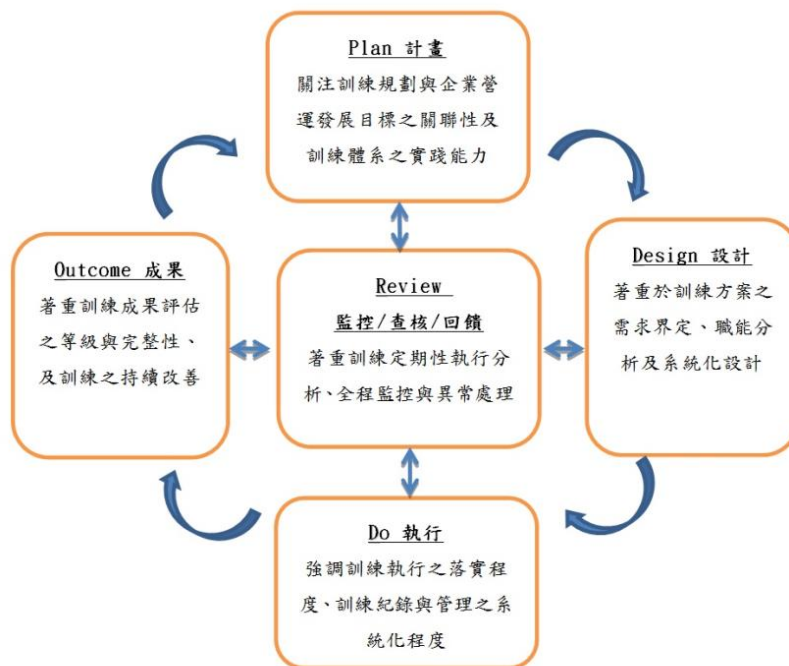 Plan 計畫
關注訓練規劃與企業營
運發展目標之關聯性及
訓練體系之實踐能力
Outcome 成果
著重訓練成果評估
之等級與完整性、
及訓練之持續改善
Review
監控/查核/回饋
著重訓練定期性執行分
析、全程監控與異常處理
Design 設計
著重於訓練方案之
需求界定、職能分
析及系統化設計
Do 執行
強調訓練執行之落實程
度、訓練紀錄與管理之系
統化程度